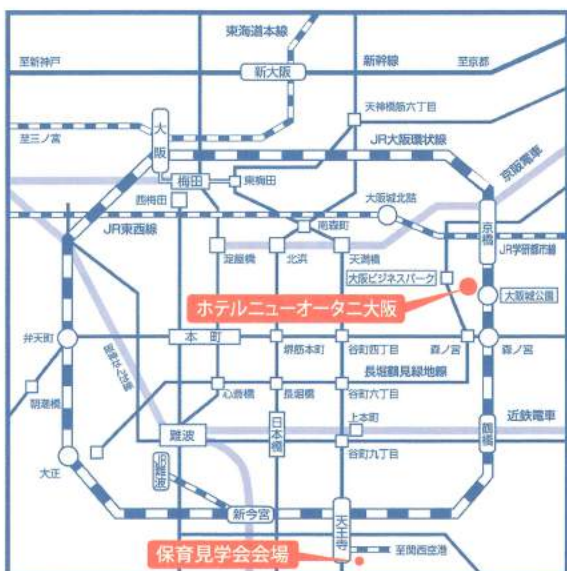 東海道本線
至新神戸
新幹線
至京都
新大阪
天神橋筋六丁目
大阪
至三ノ宮
JR大阪環状線
京阪電車
梅田
東梅田
西梅田
大阪城北詰
JR東西線
南森町
京橋
JR学研都市線
淀屋橋
北浜
天満橋
大阪ビジネスパーク
大阪城公園
ホテルニューオータニ大阪
弁天町
本町
堺筋本町
谷町四丁目
森ノ宮
森ノ宮
阪神なんば線
長堀鶴見緑地線
朝潮橋
心斎橋
長堀橋
谷町六丁目
上本町
近鉄電車
難波
日本橋
鶴橋
大正
JR難波
谷町九丁目
新今宮
天王寺
至関西空港
保育見学会会場